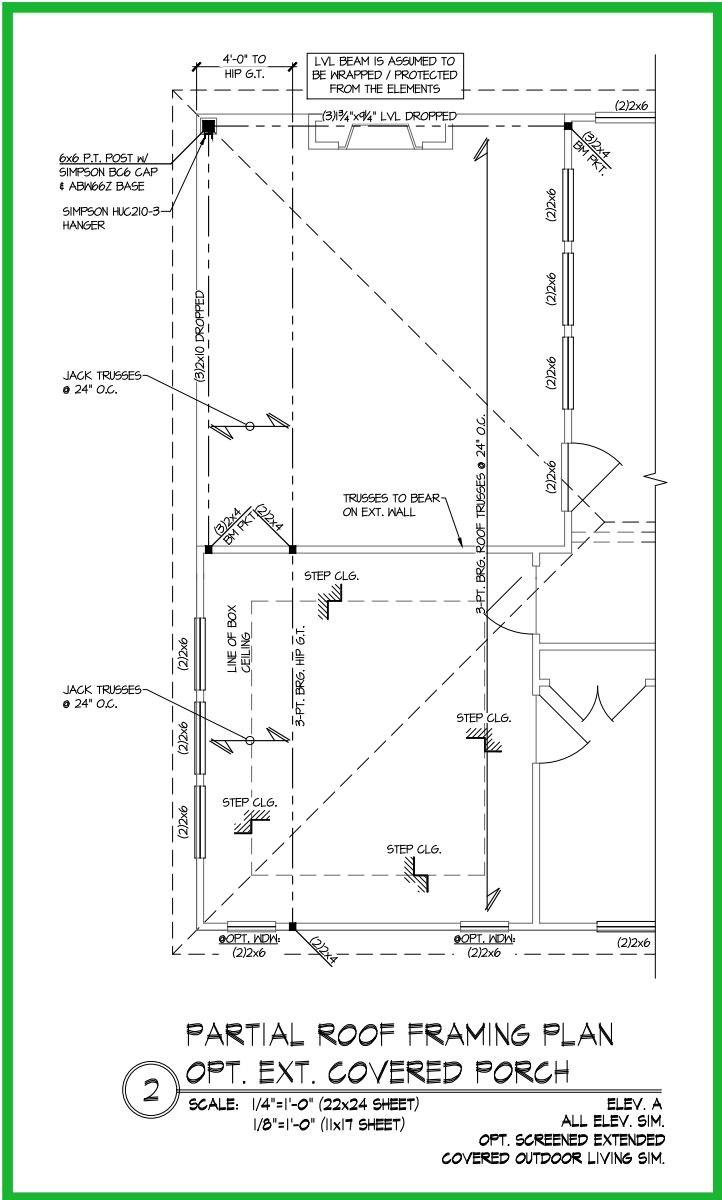 4'-0" TO
HIP G.T.
LVL BEAM IS ASSUMED TO
BE WRAPPED / PROTECTED
FROM THE ELEMENTS
(2)2x6
(3)1¾"x9¼" LVL DROPPED
(3)2x4
BM PKT.
6x6 P.T. POST W/
SIMPSON BC6 CAP
& ABW66Z BASE
SIMPSON HUC210-3
HANGER
(2)2x6
(2)2x6
(2)2x6
(2)2x6
(3)2x10 DROPPED
JACK TRUSSES
@ 24" O.C.
3-PT. BRG. ROOF TRUSSES @ 24" O.C.
TRUSSES TO BEAR
ON EXT. WALL
(3)2x4
BM PKT.
(2)2x4
STEP CLG.
LINE OF BOX
CEILING
3-PT. BRG. HIP G.T.
(2)2x6
(2)2x6
(2)2x6
JACK TRUSSES
@ 24" O.C.
STEP CLG.
STEP CLG.
STEP CLG.
@OPT. WDW:
(2)2x6
(2)2x4
@OPT. WDW:
(2)2x6
(2)2x6
PARTIAL ROOF FRAMING PLAN
OPT. EXT. COVERED PORCH
2
SCALE: 1/4"=1'-0" (22x24 SHEET)
1/8"=1'-0" (11x17 SHEET)
ELEV. A
ALL ELEV. SIM.
OPT. SCREENED EXTENDED
COVERED OUTDOOR LIVING SIM.